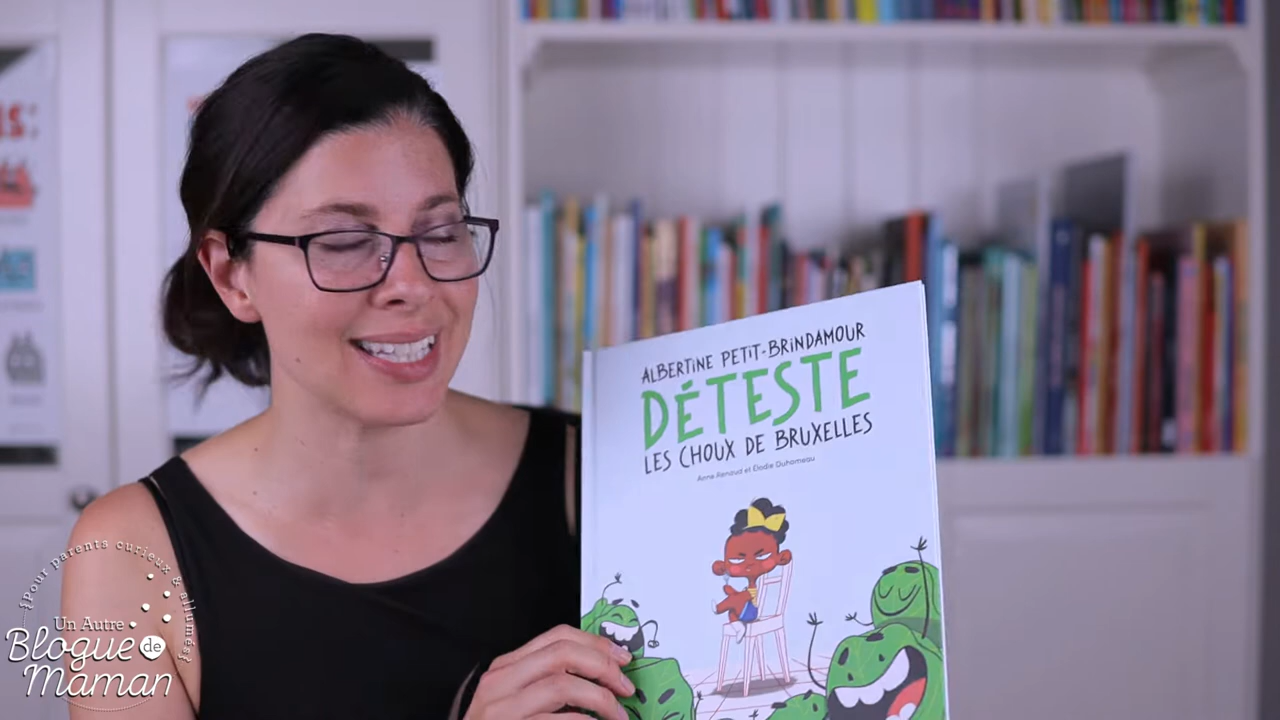 ALBERTINE PETIT-BRINDAMOUR
DÉTESTE
LES CHOUX DE BRUXELLES
Anne Renaud et Élodie Duhameau
{Pour parents curieux & allumés}
Un Autre
Blogue de
Maman